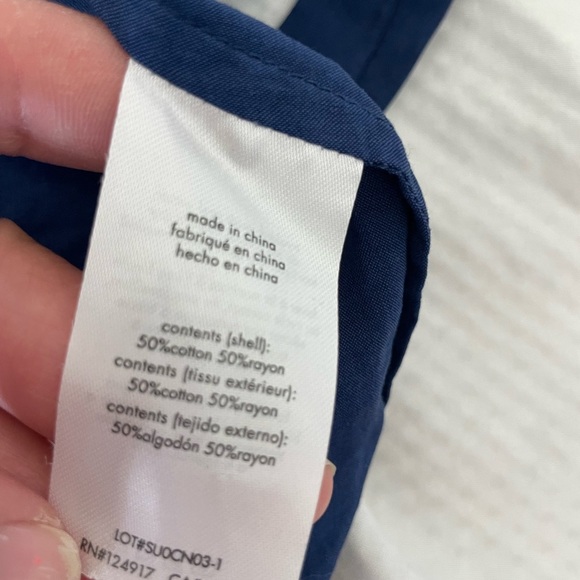 made in china
fabriqué en china
hecho en china
contents (shell):
50%cotton 50%rayon
contents (tissu extérieur):
50%cotton 50%rayon
contents (tejido externo):
50%algodón 50%rayon
LOT#SU0CN03-1
RN#124917